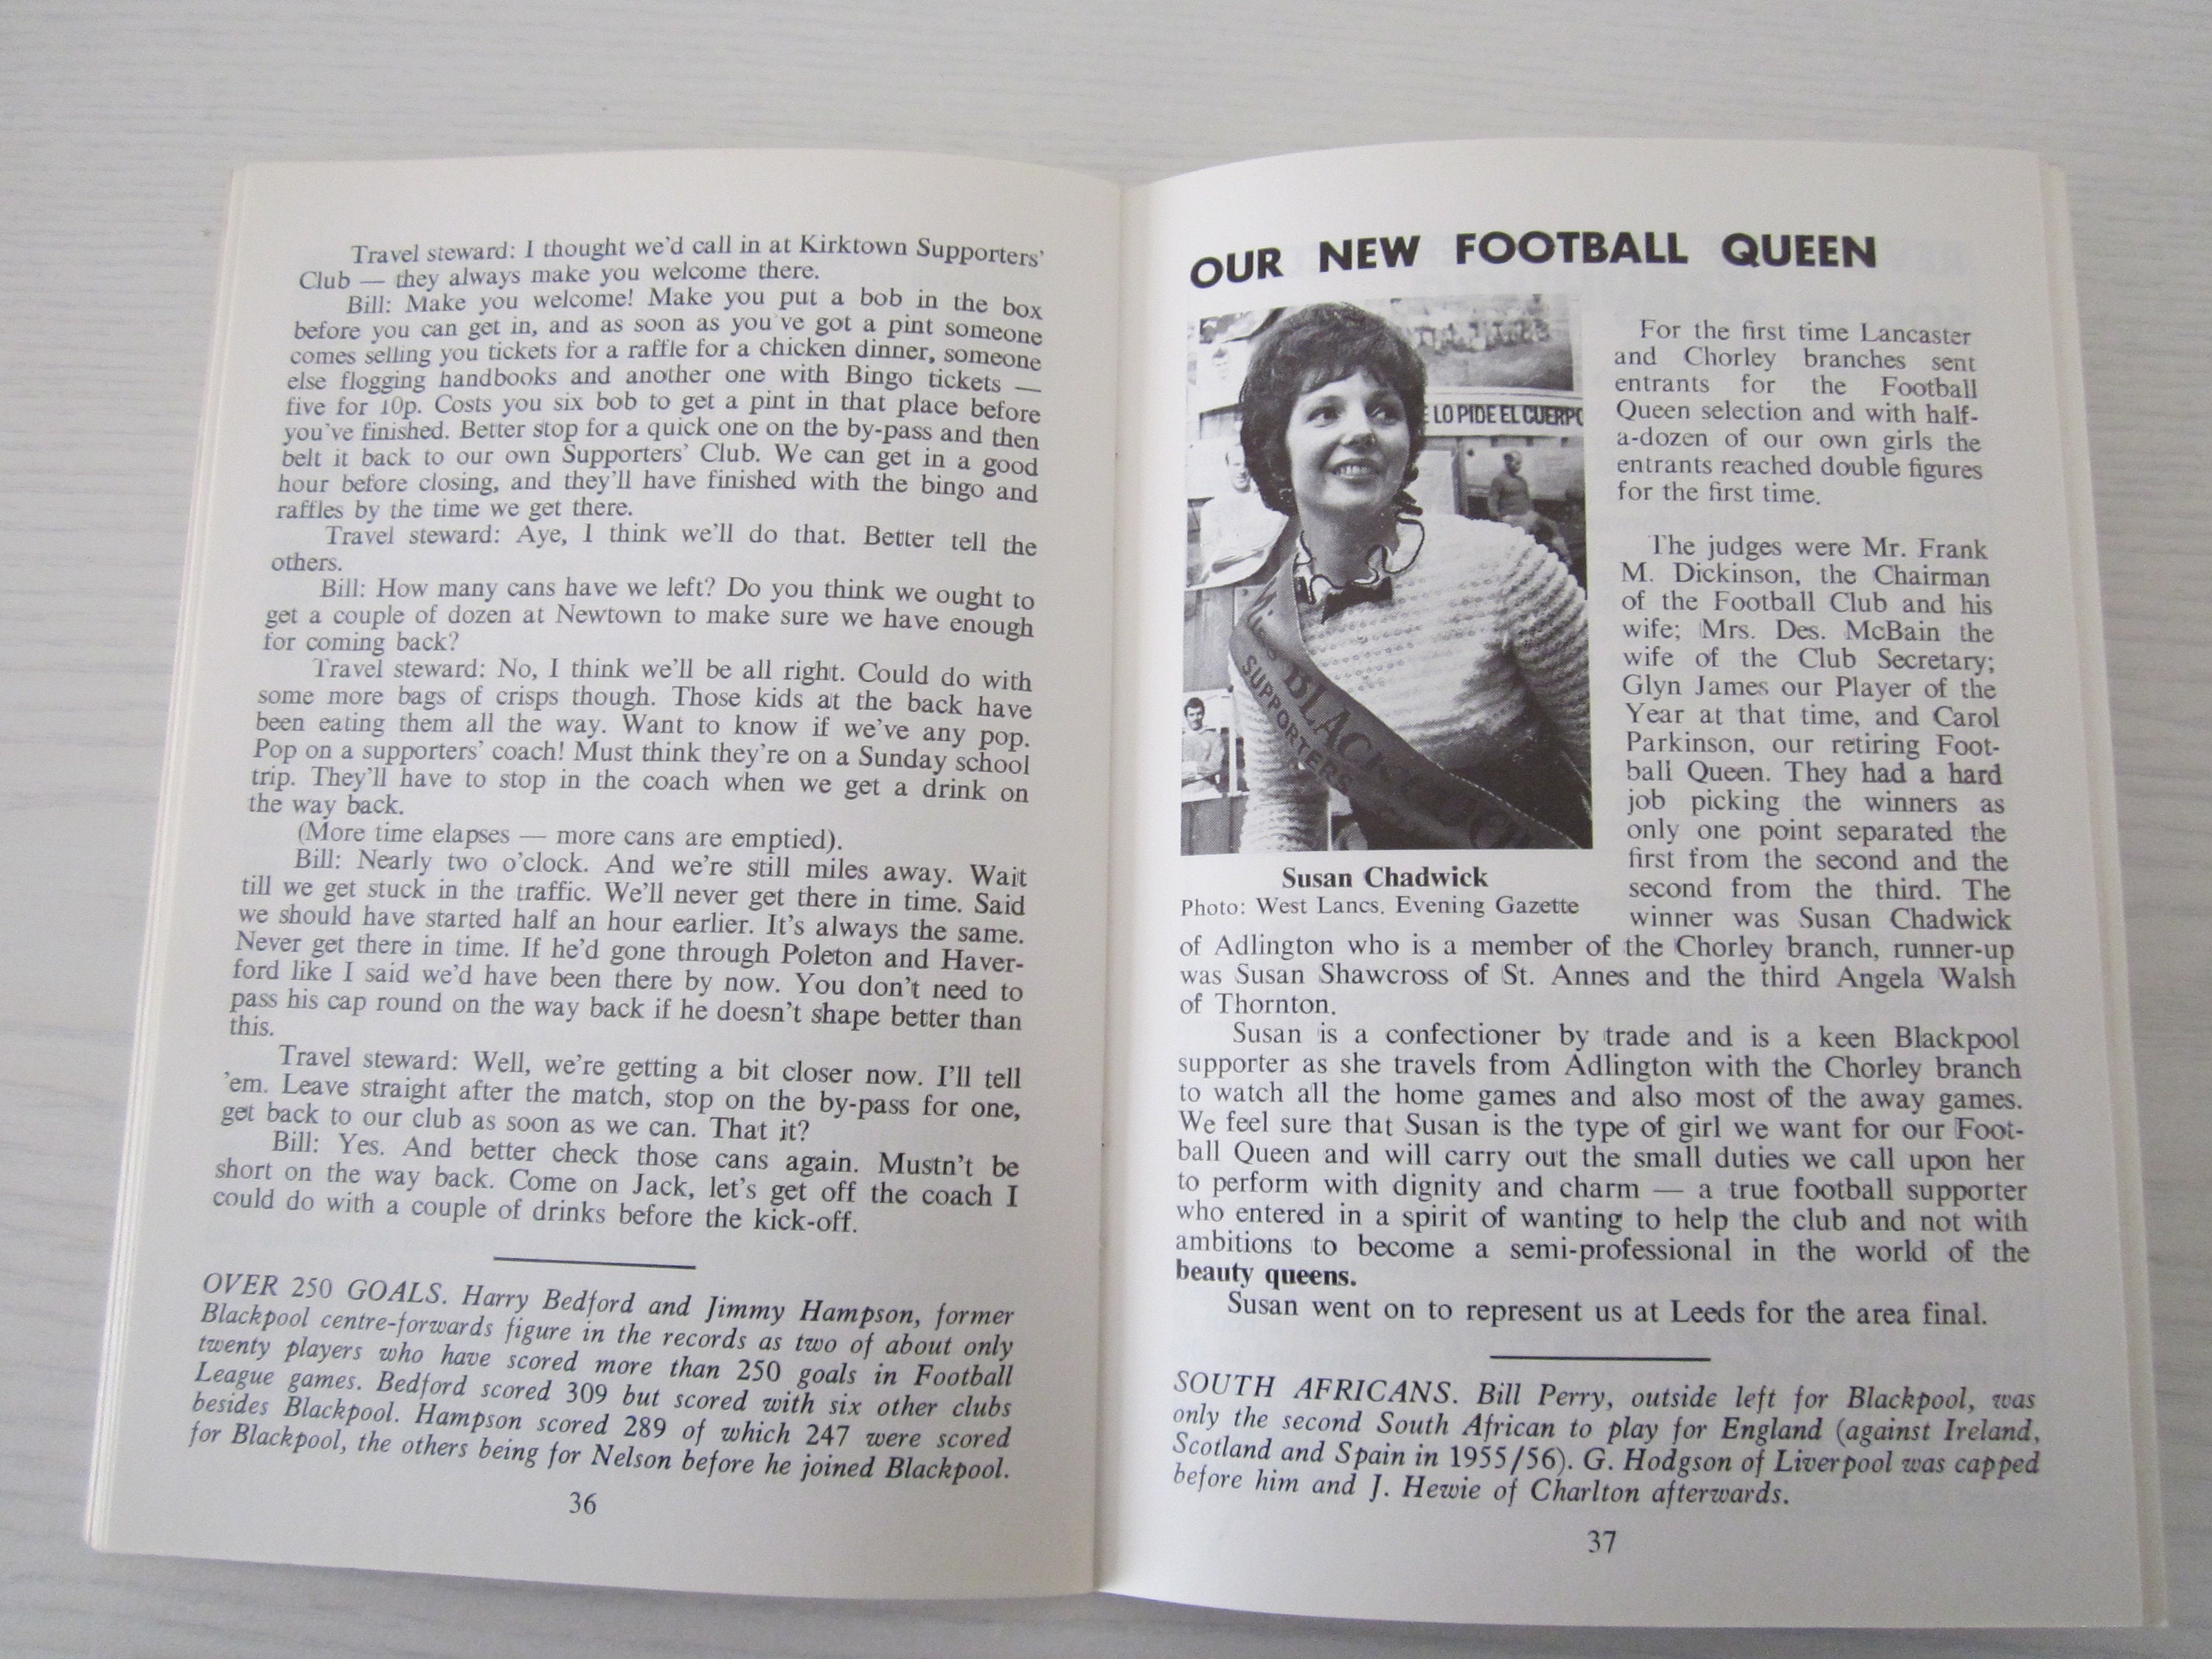 Travel steward: I thought we'd call in at Kirktown Supporters'
Club — they always make you welcome there.
Bill: Make you welcome! Make you put a bob in the box
before you can get in, and as soon as you've got a pint someone
comes selling you tickets for a raffle for a chicken dinner, someone
else flogging handbooks and another one with Bingo tickets —
five for 10p. Costs you six bob to get a pint in that place before
you've finished. Better stop for a quick one on the by-pass and then
belt it back to our own Supporters' Club. We can get in a good
hour before closing, and they'll have finished with the bingo and
raffles by the time we get there.
Travel steward: Aye, I think we'll do that. Better tell the
others.
Bill: How many cans have we left? Do you think we ought to
get a couple of dozen at Newtown to make sure we have enough
for coming back?
Travel steward: No, I think we'll be all right. Could do with
some more bags of crisps though. Those kids at the back have
been eating them all the way. Want to know if we've any pop.
Pop on a supporters' coach! Must think they're on a Sunday school
trip. They'll have to stop in the coach when we get a drink on
the way back.
(More time elapses — more cans are emptied).
Bill: Nearly two o'clock. And we're still miles away. Wait
till we get stuck in the traffic. We'll never get there in time. Said
we should have started half an hour earlier. It's always the same.
Never get there in time. If he'd gone through Poleton and Haver-
ford like I said we'd have been there by now. You don't need to
pass his cap round on the way back if he doesn't shape better than
this.
Travel steward: Well, we're getting a bit closer now. I'll tell
'em. Leave straight after the match, stop on the by-pass for one,
get back to our club as soon as we can. That it?
Bill: Yes. And better check those cans again. Mustn't be
short on the way back. Come on Jack, let's get off the coach I
could do with a couple of drinks before the kick-off.
OVER 250 GOALS. Harry Bedford and Jimmy Hampson, former
Blackpool centre-forwards figure in the records as two of about only
twenty players who have scored more than 250 goals in Football
League games. Bedford scored 309 but scored with six other clubs
besides Blackpool. Hampson scored 289 of which 247 were scored
for Blackpool, the others being for Nelson before he joined Blackpool.
36
OUR NEW FOOTBALL QUEEN
LO PIDE EL CUERPO
BLACKPOOL
SUPPORTERS
Susan Chadwick
Photo: West Lancs. Evening Gazette
For the first time Lancaster
and Chorley branches sent
entrants for the Football
Queen selection and with half-
a-dozen of our own girls the
entrants reached double figures
for the first time.
The judges were Mr. Frank
M. Dickinson, the Chairman
of the Football Club and his
wife; Mrs. Des. McBain the
wife of the Club Secretary;
Glyn James our Player of the
Year at that time, and Carol
Parkinson, our retiring Foot-
ball Queen. They had a hard
job picking the winners as
only one point separated the
first from the second and the
second from the third. The
winner was Susan Chadwick
of Adlington who is a member of the Chorley branch, runner-up
was Susan Shawcross of St. Annes and the third Angela Walsh
of Thornton.
Susan is a confectioner by trade and is a keen Blackpool
supporter as she travels from Adlington with the Chorley branch
to watch all the home games and also most of the away games.
We feel sure that Susan is the type of girl we want for our Foot-
ball Queen and will carry out the small duties we call upon her
to perform with dignity and charm — a true football supporter
who entered in a spirit of wanting to help the club and not with
ambitions to become a semi-professional in the world of the
beauty queens.
Susan went on to represent us at Leeds for the area final.
SOUTH AFRICANS. Bill Perry, outside left for Blackpool, was
only the second South African to play for England (against Ireland,
Scotland and Spain in 1955/56). G. Hodgson of Liverpool was capped
before him and J. Hewie of Charlton afterwards.
37